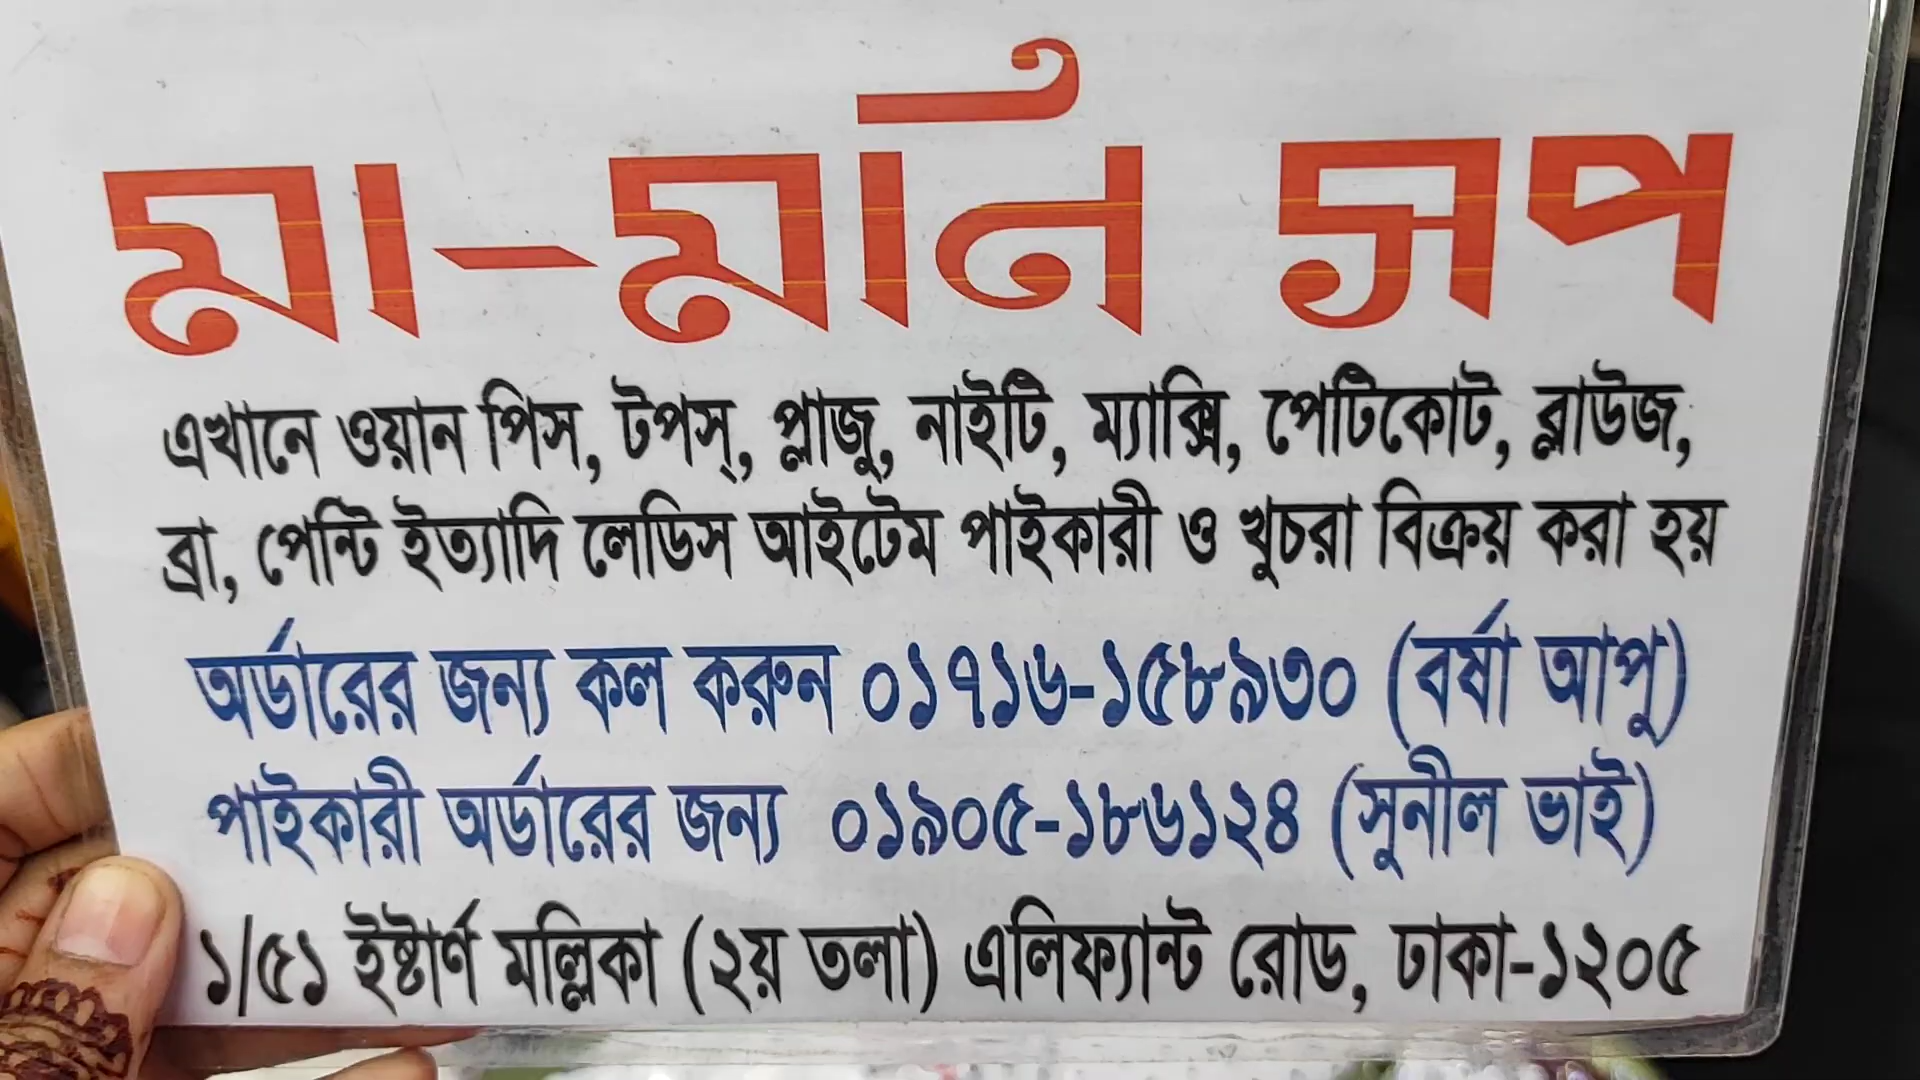 মা-মনি সপ
এখানে ওয়ান পিস, টপস্, প্লাজু, নাইটি, ম্যাক্সি, পেটিকোট, ব্লাউজ,
ব্রা, পেন্টি ইত্যাদি লেডিস আইটেম পাইকারী ও খুচরা বিক্রয় করা হয়
অর্ডারের জন্য কল করুন ০১৭১৬-১৫৮৯৩০ (বর্ষা আপু)
পাইকারী অর্ডারের জন্য ০১৯০৫-১৮৬১২৪ (সুনীল ভাই)
১/৫১ ইষ্টার্ণ মল্লিকা (২য় তলা) এলিফ্যান্ট রোড, ঢাকা-১২০৫